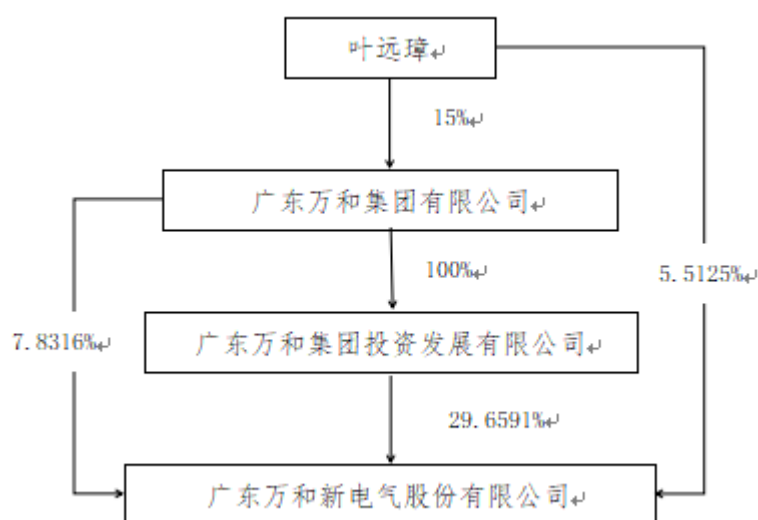 叶远璋
15%
广东万和集团有限公司
100%
5.5125%
7.8316%
广东万和集团投资发展有限公司
29.6591%
广东万和新电气股份有限公司